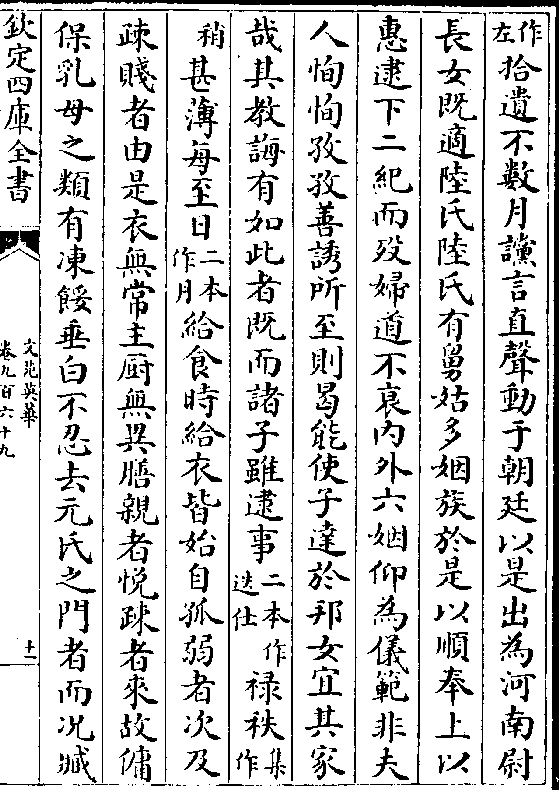 作左拾遺不數月讜言直聲動于朝廷以是出為河南尉
長女既適陸氏陸氏有舅姑多姻族於是以順奉上以
惠逮下二紀而歿婦道不衰內外六姻仰為儀範非夫
人恂恂孜孜善誘所至則曷能使子達於邦女宜其家
哉其教誨有如此者既而諸子雖逮事二本作迭仕祿秩集作
稍甚薄每至日二本作月給食時給衣皆始自孤弱者次及
疎賤者由是衣無常主厨無異膳親者悅疎者來故傭
保乳母之類有凍餒垂白不忍去元氏之門者而况臧
欽定四庫全書
文苑英華
卷九百六十九
十一